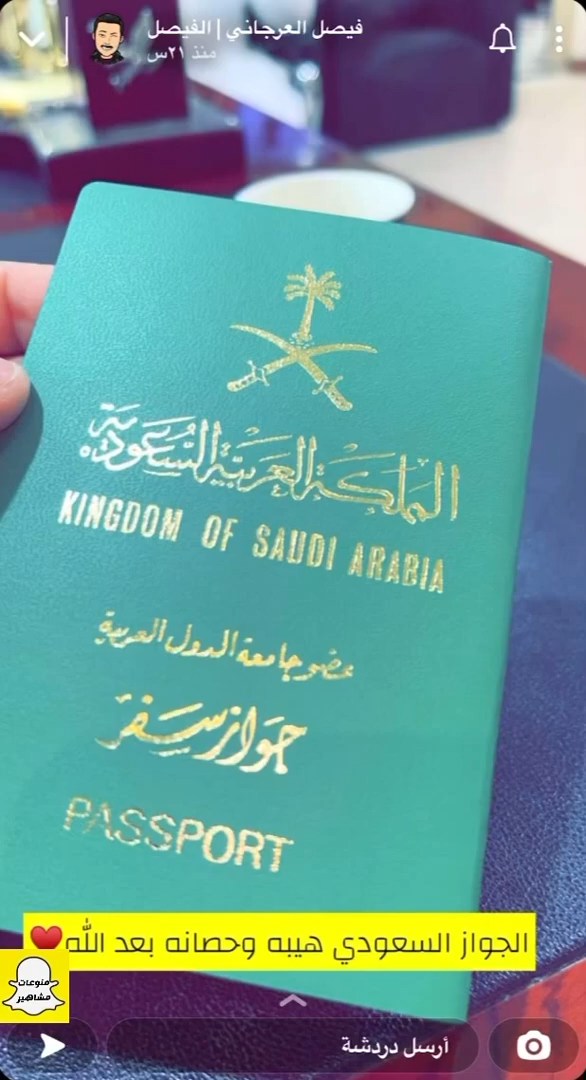 فيصل العرجاني | الفيصل
منذ ٢١س
المملكة العربية السعودية
KINGDOM OF SAUDI ARABIA
عضو جامعة الدول العربية
جواز سفر
PASSPORT
الجواز السعودي هيبه وحصانه بعد الله❤️
منوعات
مشاهير
أرسل دردشة